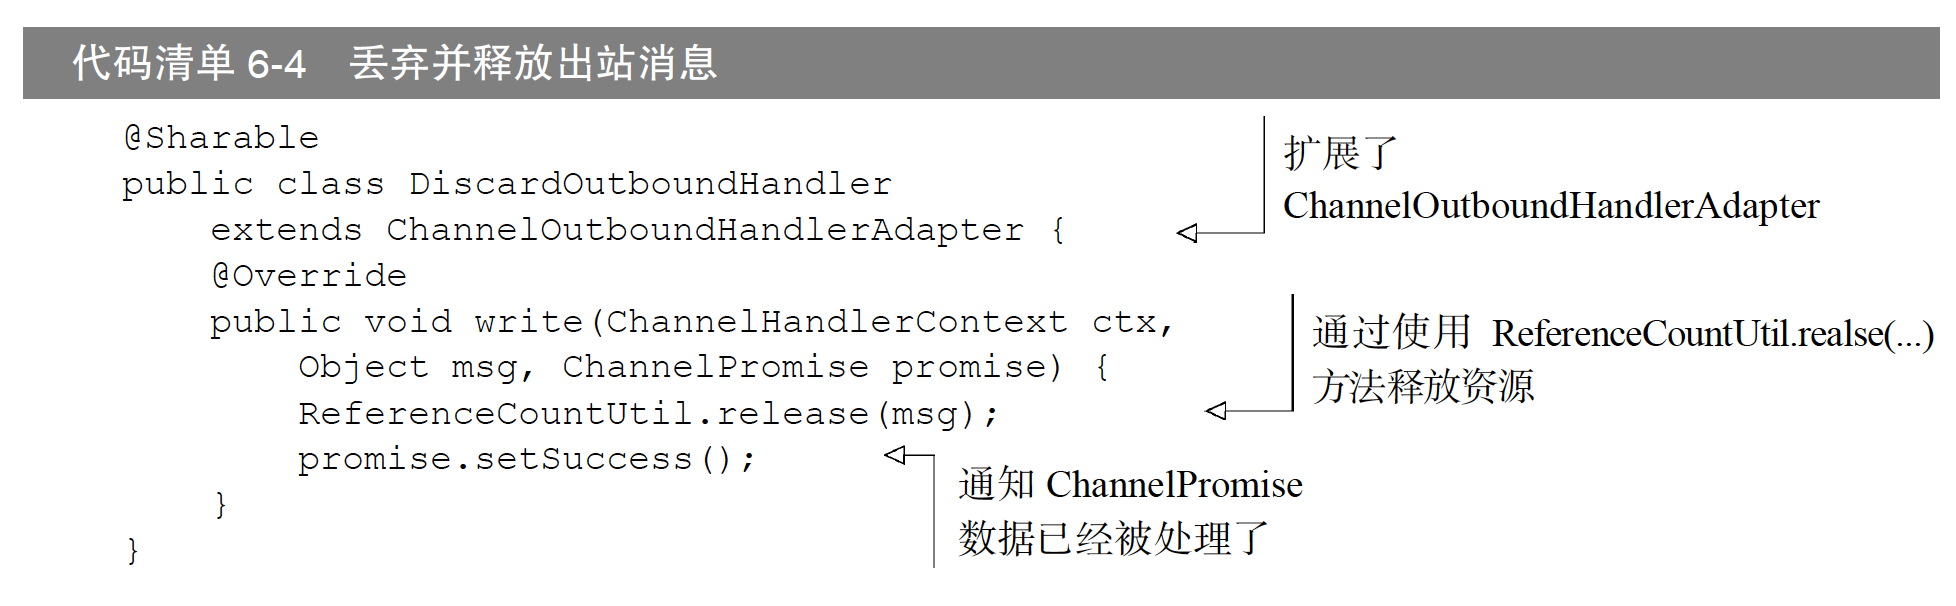 代码清单 6-4 丢弃并释放出站消息
@Sharable
public class DiscardOutboundHandler
extends ChannelOutboundHandlerAdapter {
@Override
public void write(ChannelHandlerContext ctx,
Object msg, ChannelPromise promise) {
ReferenceCountUtil.release(msg);
promise.setSuccess();
}
}
扩展了
ChannelOutboundHandlerAdapter
通过使用 ReferenceCountUtil.realse(...)
方法释放资源
通知 ChannelPromise
数据已经被处理了